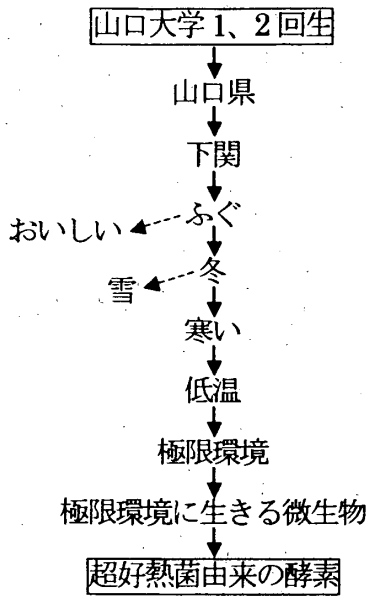 山口大学1、2回生
山口県
下関
ふぐ
おいしい
冬
雪
寒い
低温
極限環境
極限環境に生きる微生物
超好熱菌由来の酵素